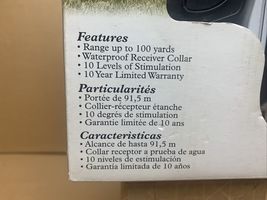 Features
• Range up to 100 yards
• Waterproof Receiver Collar
• 10 Levels of Stimulation
• 10 Year Limited Warranty
Particularités
• Portée de 91,5 m
• Collier-récepteur étanche
• 10 degrés de stimulation
• Garantie limitée de 10 ans
Características
• Alcance de hasta 91,5 m
• Collar receptor a prueba de agua
• 10 niveles de estimulación
• Garantía limitada de 10 años